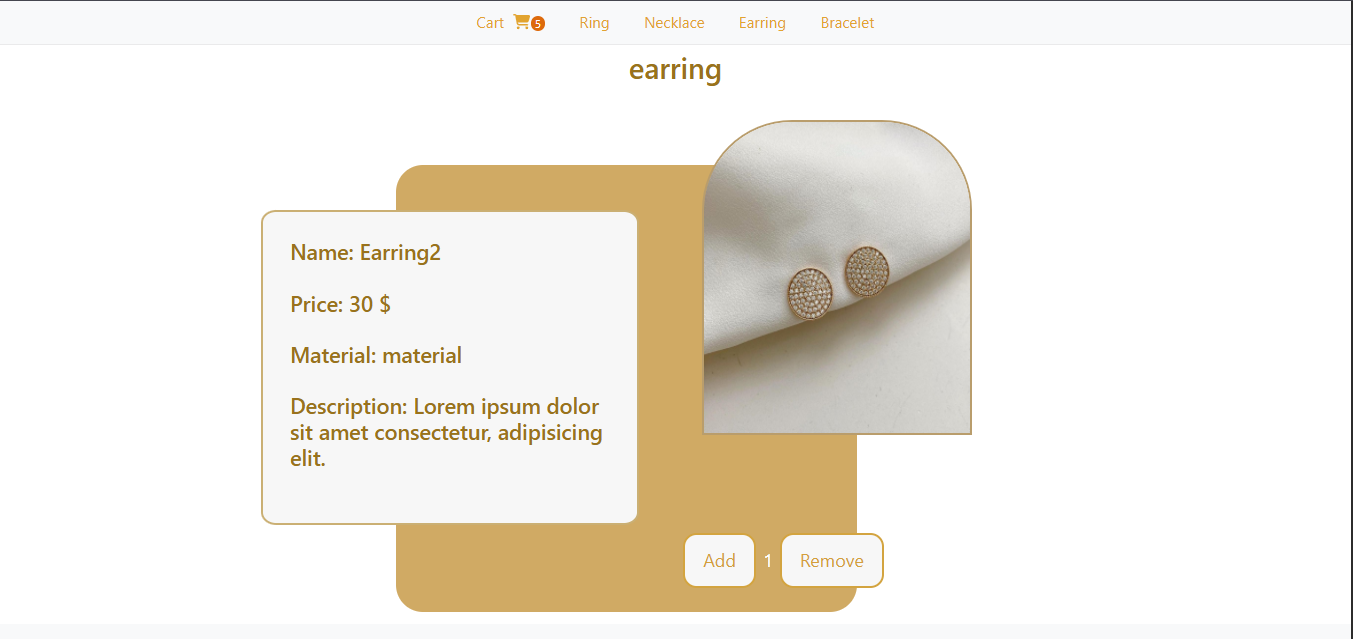 Cart 5 Ring Necklace Earring Bracelet
earring
Name: Earring2
Price: 30 $
Material: material
Description: Lorem ipsum dolor
sit amet consectetur, adipisicing
elit.
Add 1 Remove